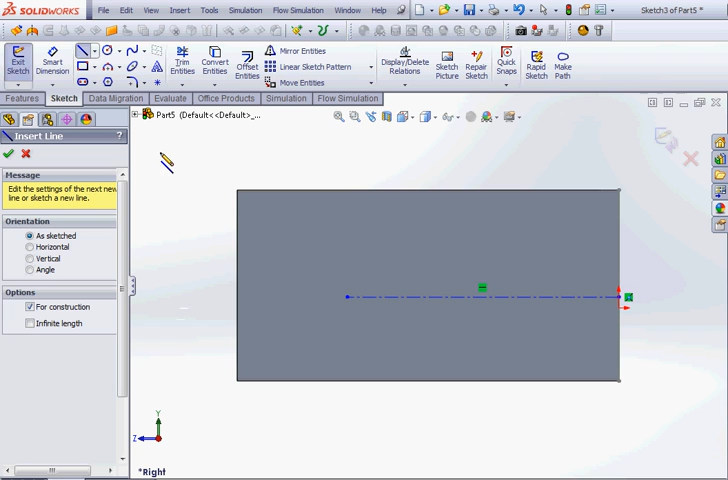 SOLIDWORKS File Edit View Insert Tools Simulation Flow Simulation Window Help Sketch3 of Part5 *
Exit Sketch
Smart Dimension
Trim Entities
Convert Entities
Offset Entities
Mirror Entities
Linear Sketch Pattern
Move Entities
Display/Delete Relations
Sketch Picture
Repair Sketch
Quick Snaps
Rapid Sketch
Make Path
Features Sketch Data Migration Evaluate Office Products Simulation Flow Simulation
Part5 (Default<<Default>_...
Insert Line ?
Message
Edit the settings of the next new
line or sketch a new line.
Orientation
As sketched
Horizontal
Vertical
Angle
Options
For construction
Infinite length
Y
Z
*Right